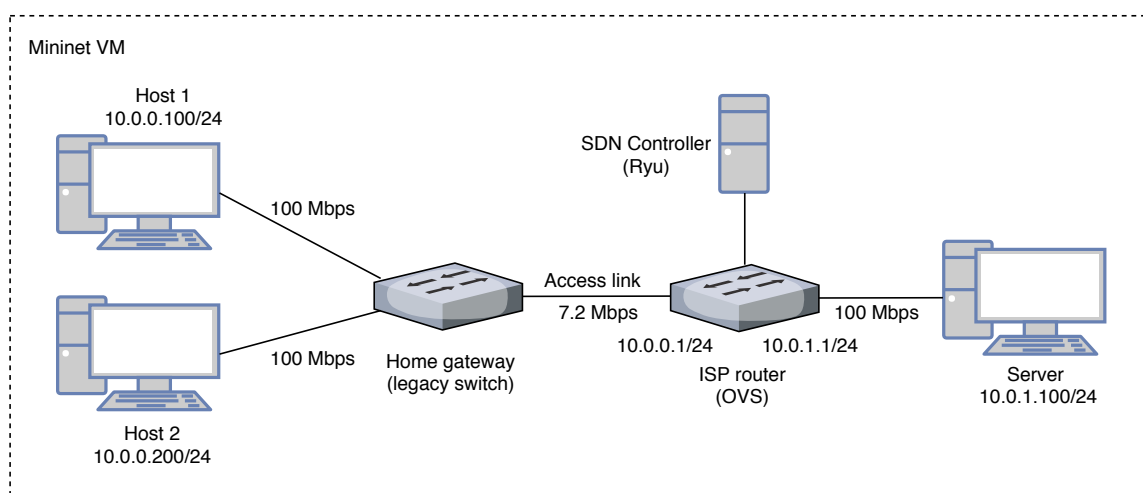 Mininet VM
Host 1
10.0.0.100/24
SDN Controller
(Ryu)
100 Mbps
Access link
7.2 Mbps
100 Mbps
100 Mbps
10.0.0.1/24
10.0.1.1/24
Home gateway
(legacy switch)
ISP router
(OVS)
Server
10.0.1.100/24
Host 2
10.0.0.200/24